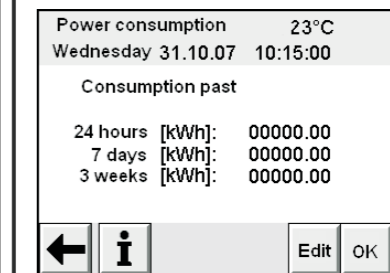 Power consumption 23°C
Wednesday 31.10.07 10:15:00
Consumption past
24 hours [kWh]: 00000.00
7 days [kWh]: 00000.00
3 weeks [kWh]: 00000.00
i Edit OK